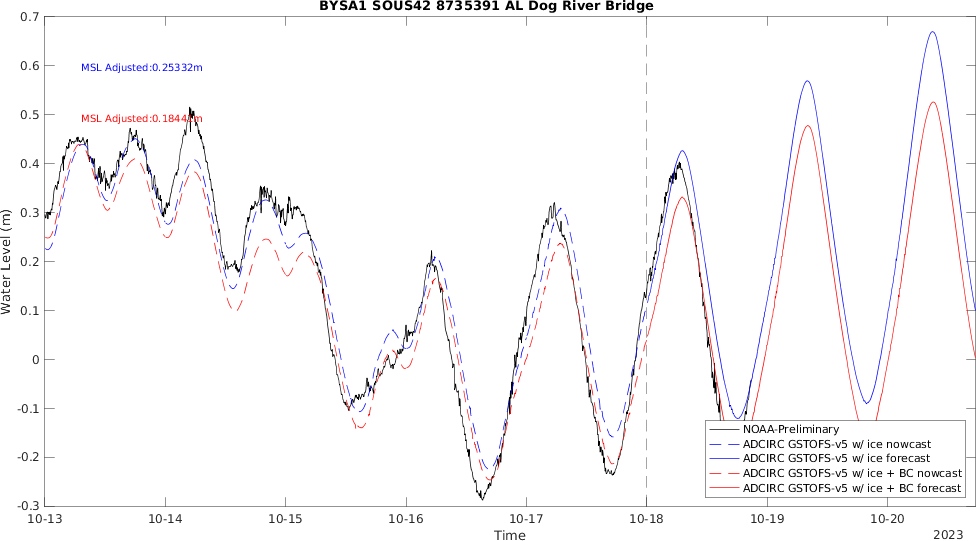 BYSA1 SOUS42 8735391 AL Dog River Bridge
0.7
0.6
0.5
0.4
0.3
0.2
0.1
0
-0.1
-0.2
-0.3
Water Level (m)
MSL Adjusted:0.25332m
MSL Adjusted:0.18442m
NOAA-Preliminary
ADCIRC GSTOFS-v5 w/ ice nowcast
ADCIRC GSTOFS-v5 w/ ice forecast
ADCIRC GSTOFS-v5 w/ ice + BC nowcast
ADCIRC GSTOFS-v5 w/ ice + BC forecast
10-13 10-14 10-15 10-16 10-17 10-18 10-19 10-20
Time
2023